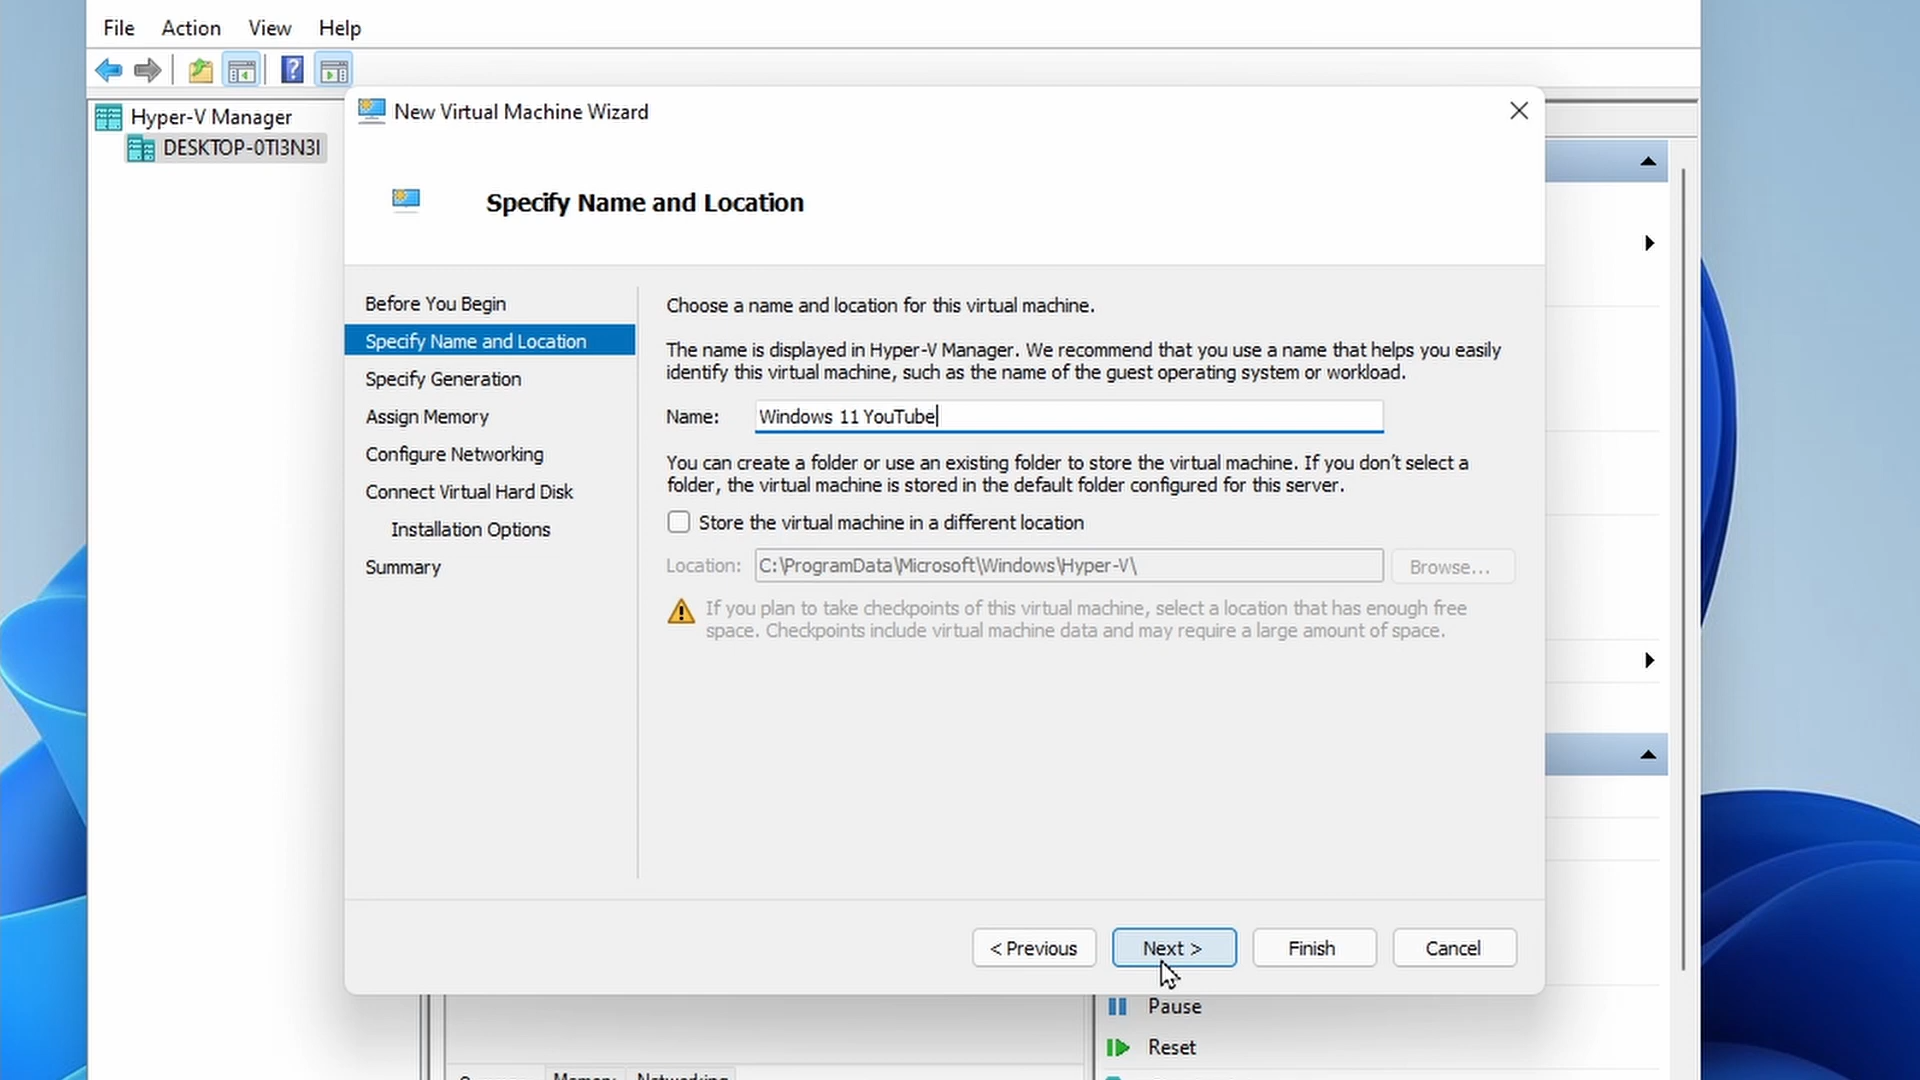 File Action View Help
Hyper-V Manager
DESKTOP-0TI3N3I
New Virtual Machine Wizard
Specify Name and Location
Before You Begin
Specify Name and Location
Specify Generation
Assign Memory
Configure Networking
Connect Virtual Hard Disk
Installation Options
Summary
Choose a name and location for this virtual machine.
The name is displayed in Hyper-V Manager. We recommend that you use a name that helps you easily
identify this virtual machine, such as the name of the guest operating system or workload.
Name: Windows 11 YouTube
You can create a folder or use an existing folder to store the virtual machine. If you don't select a
folder, the virtual machine is stored in the default folder configured for this server.
Store the virtual machine in a different location
Location: C:\ProgramData\Microsoft\Windows\Hyper-V\ Browse...
If you plan to take checkpoints of this virtual machine, select a location that has enough free
space. Checkpoints include virtual machine data and may require a large amount of space.
< Previous Next > Finish Cancel
Pause
Reset
Memory Networking